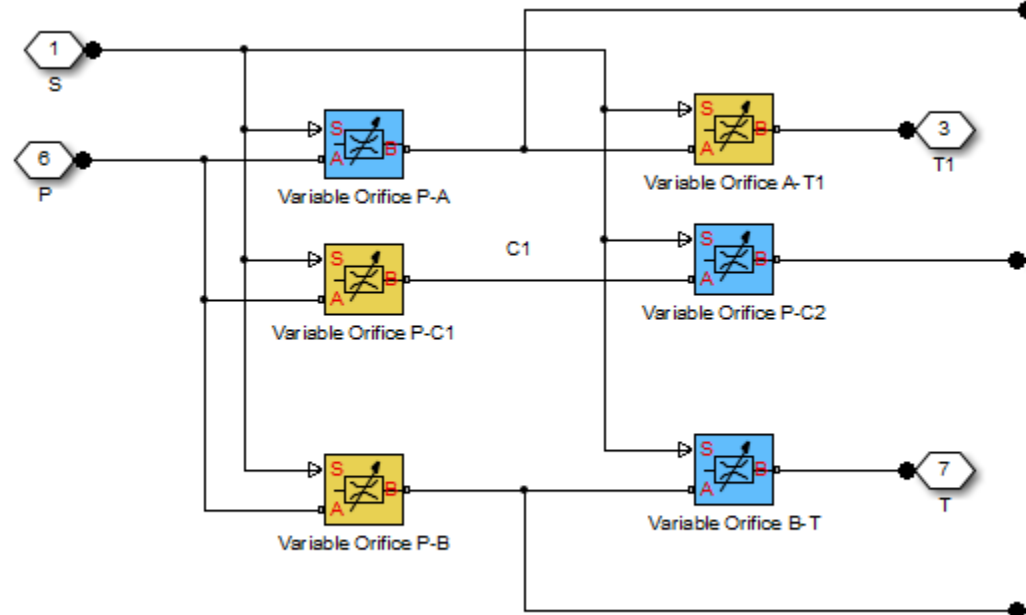 1
S
6
P
S
A
B
Variable Orifice P-A
S
A
B
Variable Orifice A-T1
3
T1
S
A
B
Variable Orifice P-C1
C1
S
A
B
Variable Orifice P-C2
S
A
B
Variable Orifice P-B
S
A
B
Variable Orifice B-T
7
T